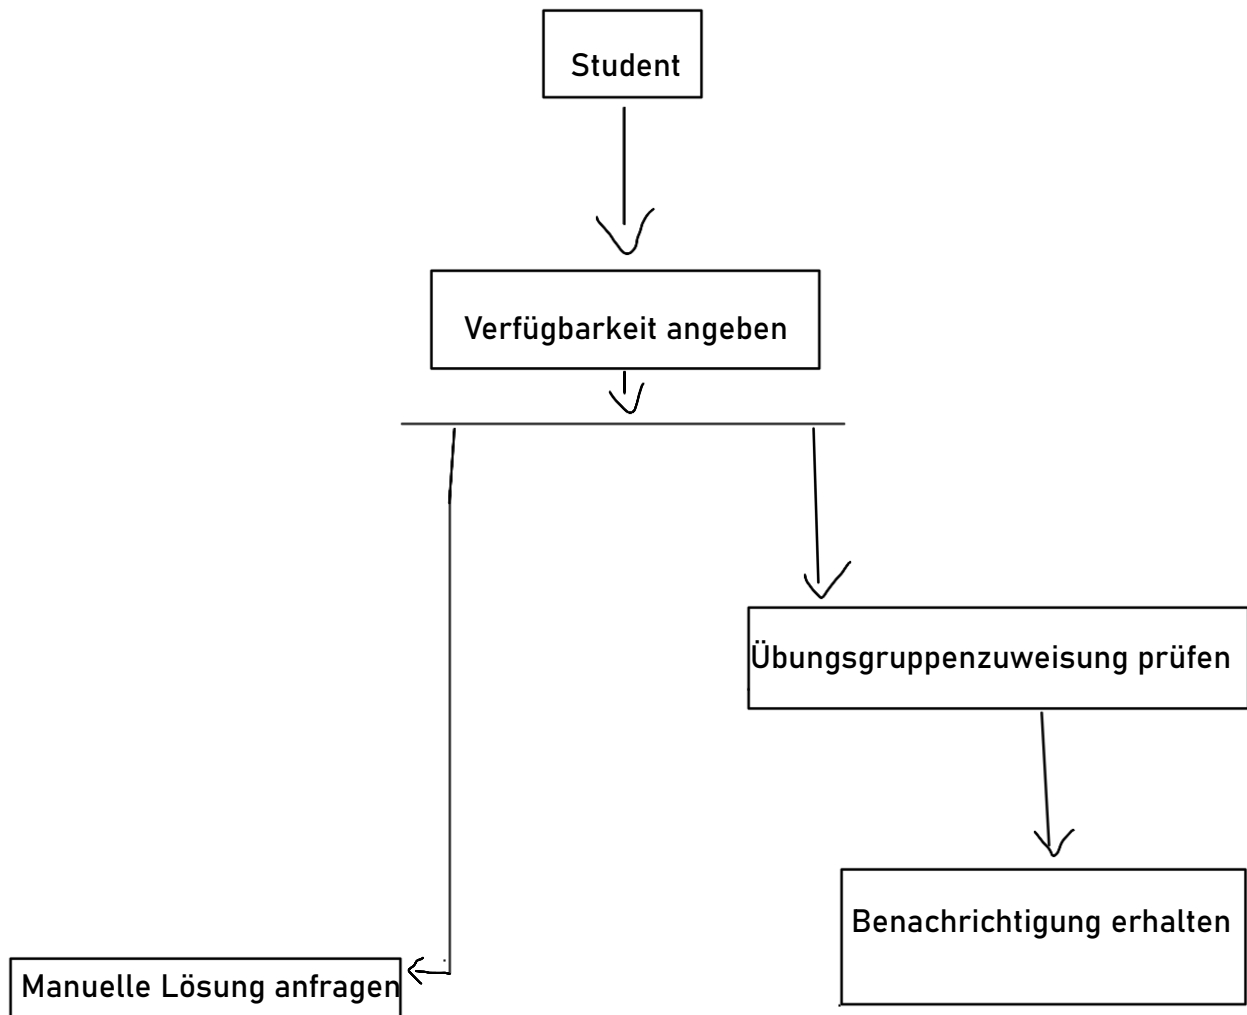 Student
Verfügbarkeit angeben
Übungsgruppenzuweisung prüfen
Benachrichtigung erhalten
Manuelle Lösung anfragen